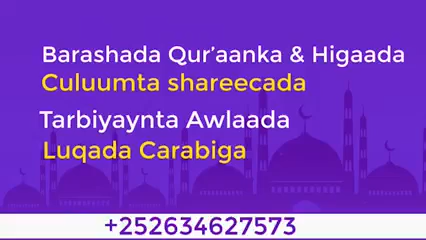 Barashada Qur'aanka & Higaada
Culuumta shareecada
Tarbiyaynta Awlaada
Luqada Carabiga
+252634627573